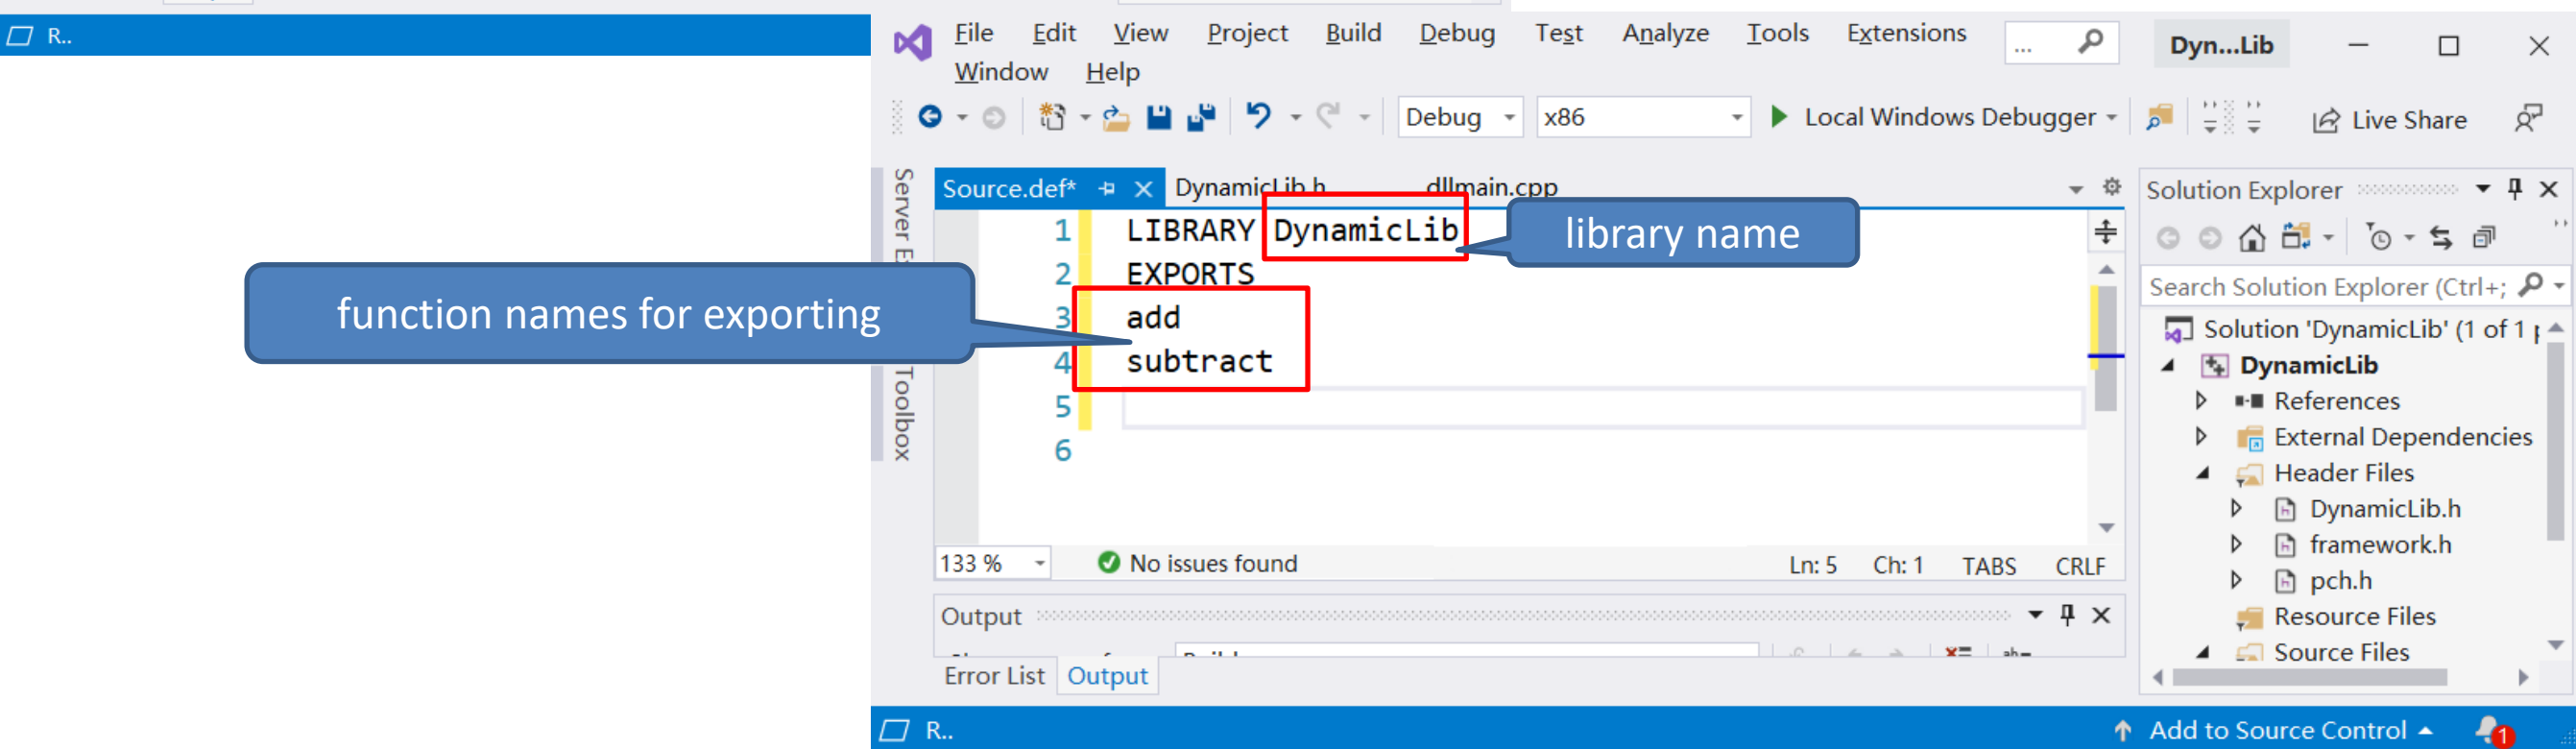 R..
File Edit View Project Build Debug Test Analyze Tools Extensions ... Dyn...Lib
Window Help
Debug x86 Local Windows Debugger Live Share
Server
Toolbox
Source.def* DynamicLib.h dllmain.cpp
1 LIBRARY DynamicLib
2 EXPORTS
3 add
4 subtract
5
6
library name
function names for exporting
133 % No issues found Ln: 5 Ch: 1 TABS CRLF
Output
Error List Output
Solution Explorer
Search Solution Explorer (Ctrl+;
Solution 'DynamicLib' (1 of 1
DynamicLib
References
External Dependencies
Header Files
DynamicLib.h
framework.h
pch.h
Resource Files
Source Files
R.. Add to Source Control 1